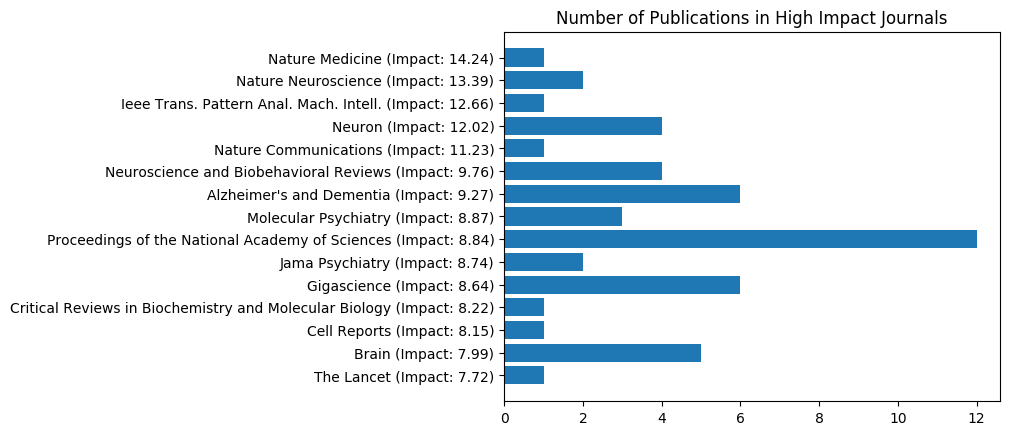 Number of Publications in High Impact Journals
Nature Medicine (Impact: 14.24)
Nature Neuroscience (Impact: 13.39)
Ieee Trans. Pattern Anal. Mach. Intell. (Impact: 12.66)
Neuron (Impact: 12.02)
Nature Communications (Impact: 11.23)
Neuroscience and Biobehavioral Reviews (Impact: 9.76)
Alzheimer's and Dementia (Impact: 9.27)
Molecular Psychiatry (Impact: 8.87)
Proceedings of the National Academy of Sciences (Impact: 8.84)
Jama Psychiatry (Impact: 8.74)
Gigascience (Impact: 8.64)
Critical Reviews in Biochemistry and Molecular Biology (Impact: 8.22)
Cell Reports (Impact: 8.15)
Brain (Impact: 7.99)
The Lancet (Impact: 7.72)
0 2 4 6 8 10 12